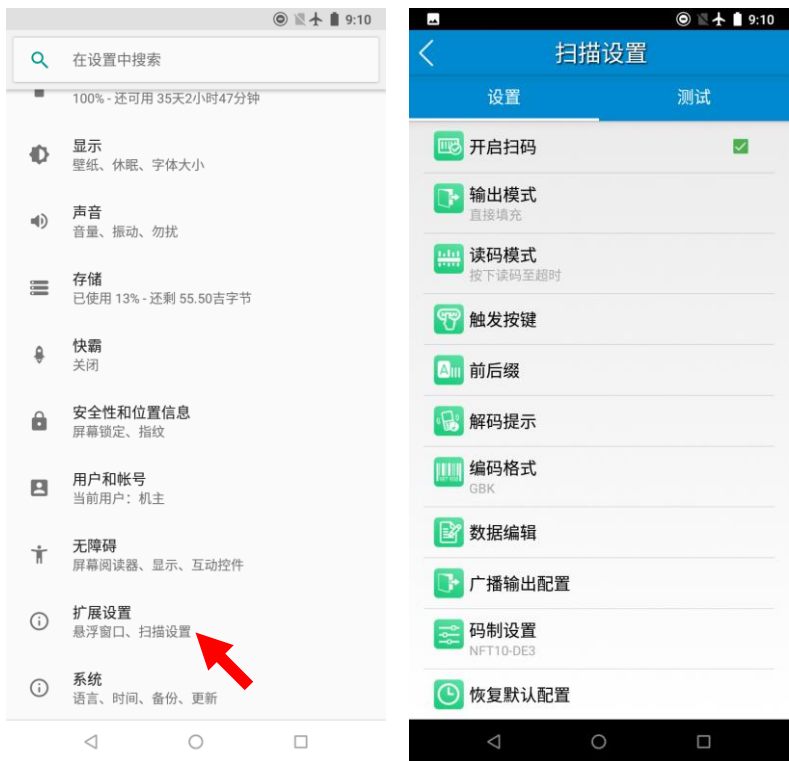 9:10
在设置中搜索
100% - 还可用 35天2小时47分钟
显示
壁纸、休眠、字体大小
声音
音量、振动、勿扰
存储
已使用 13% - 还剩 55.50吉字节
快霸
关闭
安全性和位置信息
屏幕锁定、指纹
用户和帐号
当前用户：机主
无障碍
屏幕阅读器、显示、互动控件
扩展设置
悬浮窗口、扫描设置
系统
语言、时间、备份、更新
9:10
扫描设置
设置 测试
开启扫码
输出模式
直接填充
读码模式
按下读码至超时
触发按键
前后缀
解码提示
编码格式
GBK
数据编辑
广播输出配置
码制设置
NFT10-DE3
恢复默认配置